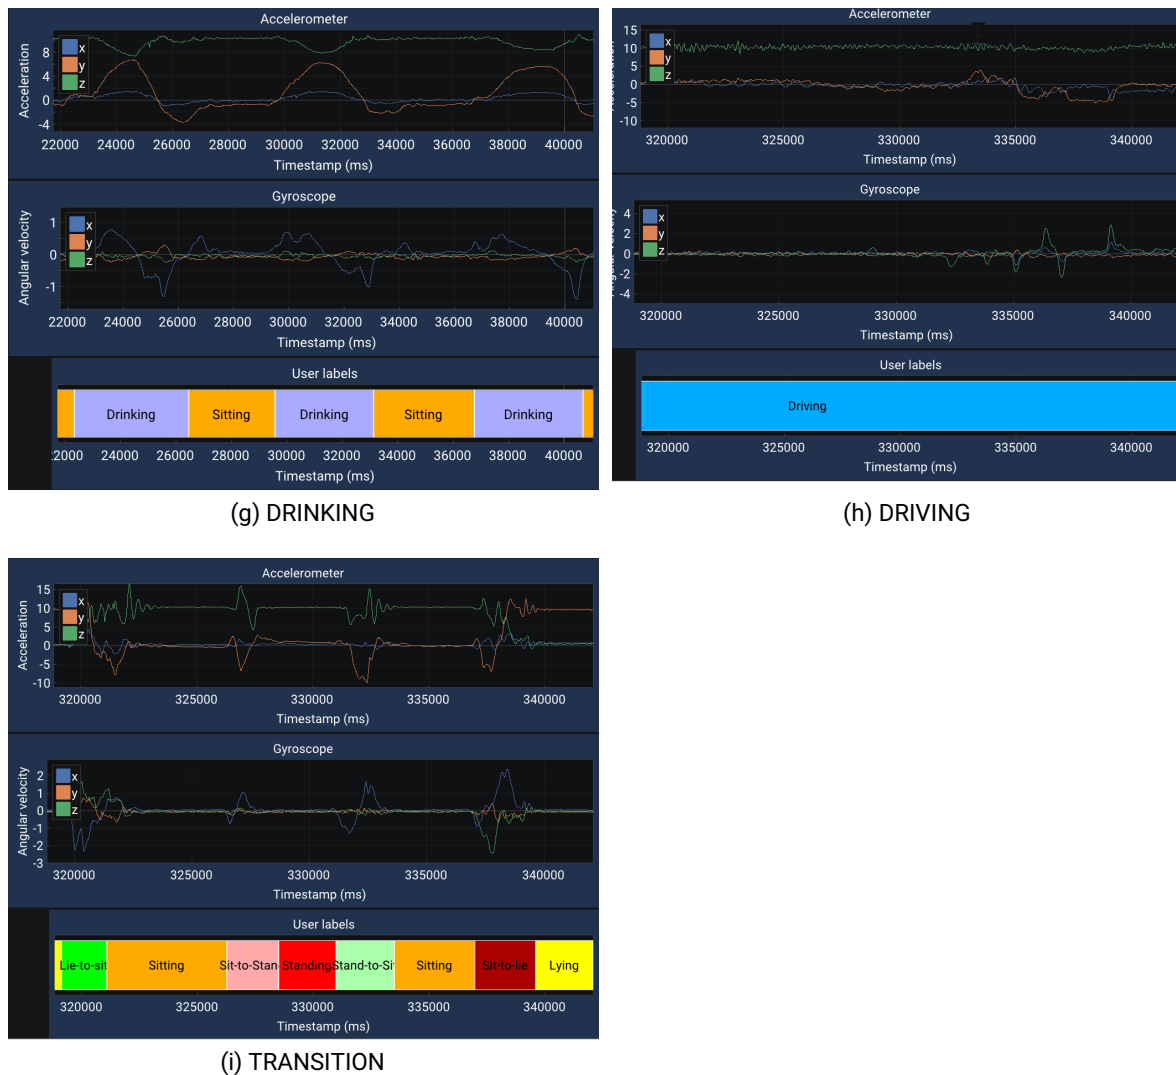 Accelerometer
Acceleration
x
y
z
8
4
0
-4
22000 24000 26000 28000 30000 32000 34000 36000 38000 40000
Timestamp (ms)
Gyroscope
Angular velocity
x
y
z
1
0
-1
22000 24000 26000 28000 30000 32000 34000 36000 38000 40000
Timestamp (ms)
User labels
Drinking Sitting Drinking Sitting Drinking
24000 26000 28000 30000 32000 34000 36000 38000 40000
Timestamp (ms)
(g) DRINKING
Accelerometer
x
y
z
15
10
5
0
-5
-10
320000 325000 330000 335000 340000
Timestamp (ms)
Gyroscope
x
y
z
4
2
0
-2
-4
320000 325000 330000 335000 340000
Timestamp (ms)
User labels
Driving
320000 325000 330000 335000 340000
Timestamp (ms)
(h) DRIVING
Accelerometer
Acceleration
x
y
z
15
10
5
0
-5
-10
320000 325000 330000 335000 340000
Timestamp (ms)
Gyroscope
Angular velocity
x
y
z
2
1
0
-1
-2
-3
320000 325000 330000 335000 340000
Timestamp (ms)
User labels
Lie-to-sit Sitting Sit-to-Stan Standing Stand-to-Si Sitting Sit-to-lie Lying
320000 325000 330000 335000 340000
Timestamp (ms)
(i) TRANSITION